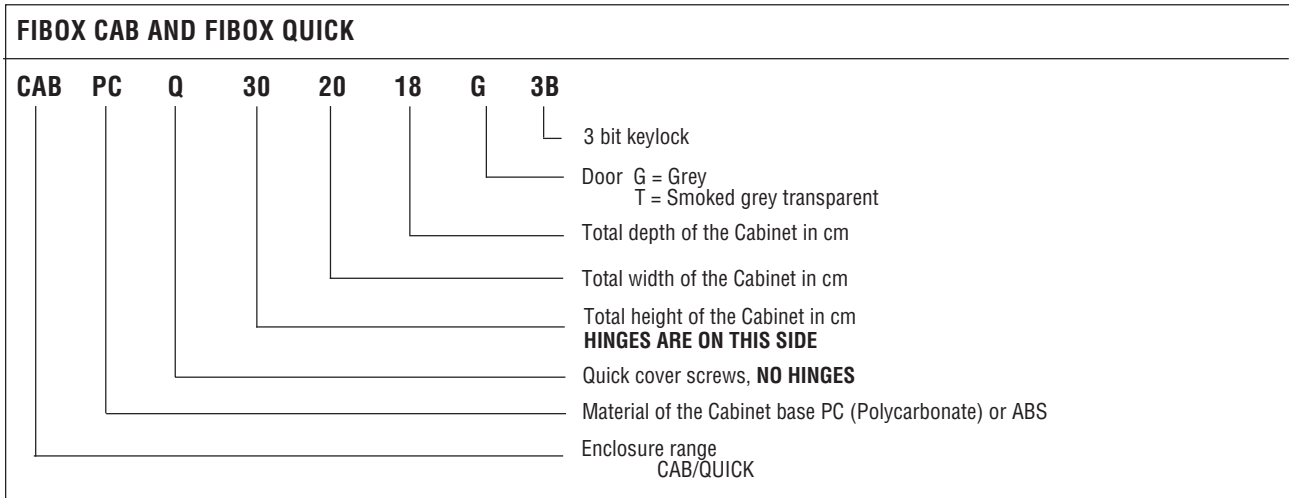 FIBOX CAB AND FIBOX QUICK
CAB PC Q 30 20 18 G 3B
3 bit keylock
Door G = Grey
T = Smoked grey transparent
Total depth of the Cabinet in cm
Total width of the Cabinet in cm
Total height of the Cabinet in cm
HINGES ARE ON THIS SIDE
Quick cover screws, NO HINGES
Material of the Cabinet base PC (Polycarbonate) or ABS
Enclosure range
CAB/QUICK